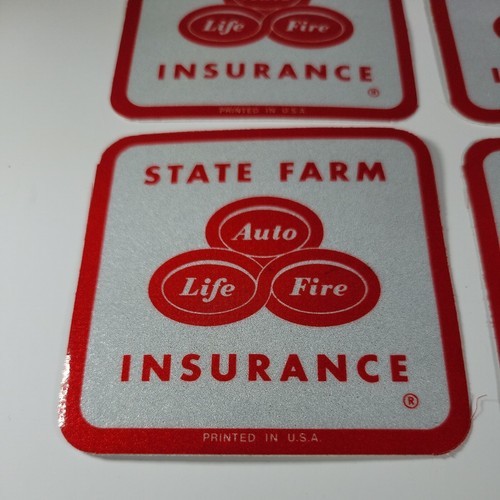 Life Fire
INSURANCE
®
PRINTED IN U.S.A.
STATE FARM
Auto
Life Fire
INSURANCE
®
PRINTED IN U.S.A.